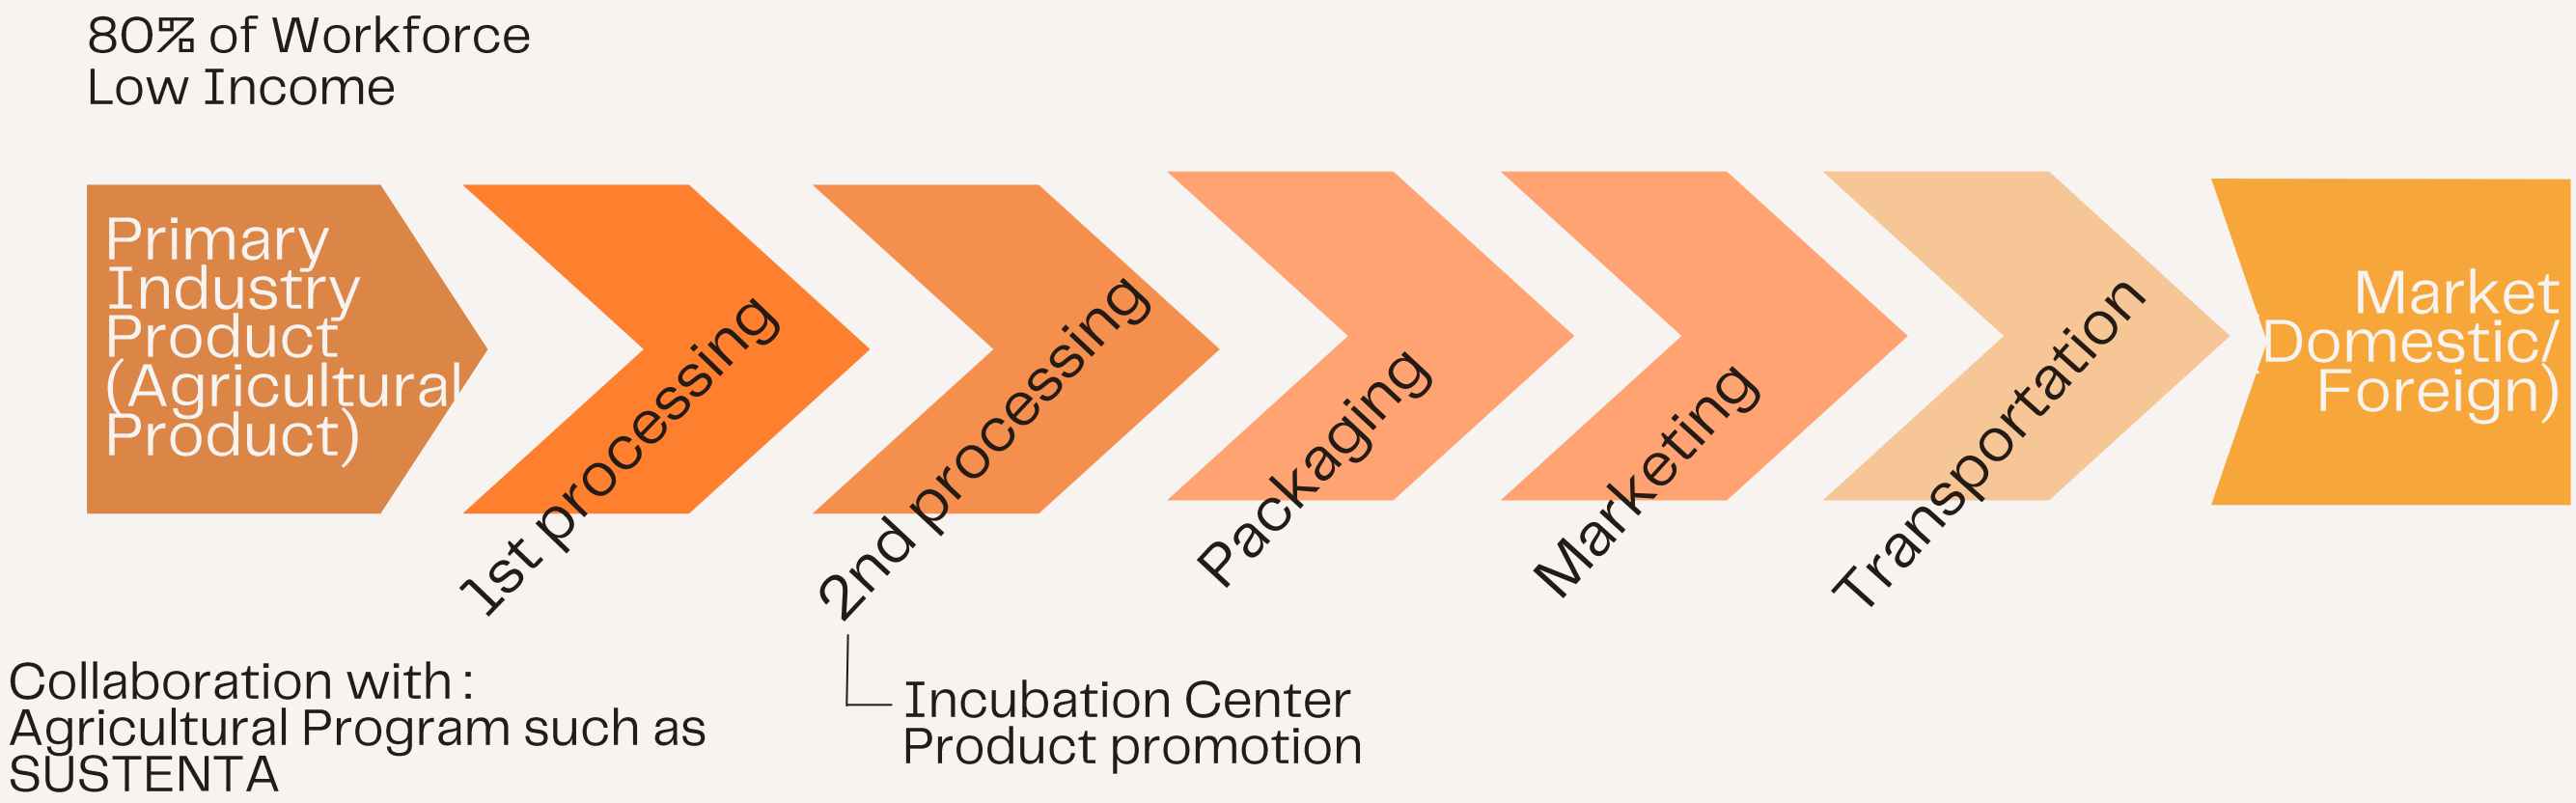 80% of Workforce
Low Income
Primary
Industry
Product
(Agricultural
Product)
1st processing
2nd processing
Packaging
Marketing
Transportation
Market
(Domestic/
Foreign)
Collaboration with :
Agricultural Program such as
SUSTENTA
Incubation Center
Product promotion